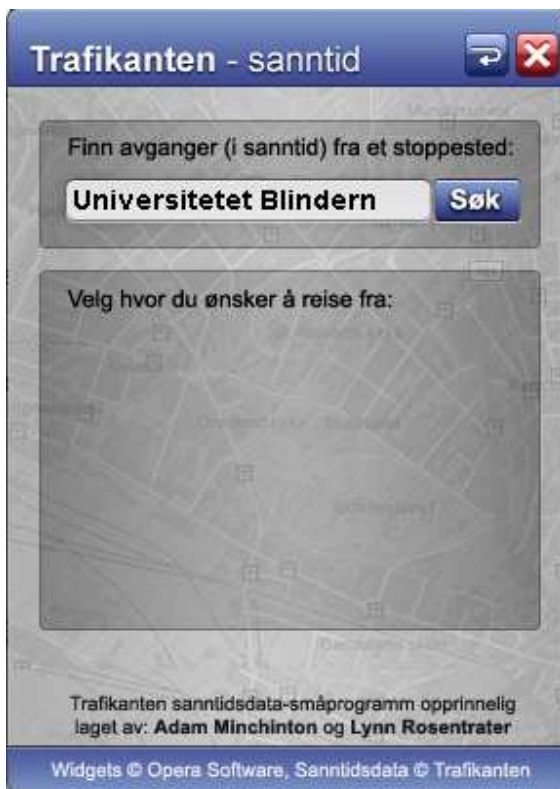 Trafikanten - sanntid
Finn avganger (i sanntid) fra et stoppested:
Universitetet Blindern Søk
Velg hvor du ønsker å reise fra:
Trafikanten sanntidsdata-småprogram opprinnelig
laget av: Adam Minchinton og Lynn Rosentrater
Widgets © Opera Software, Sanntidsdata © Trafikanten